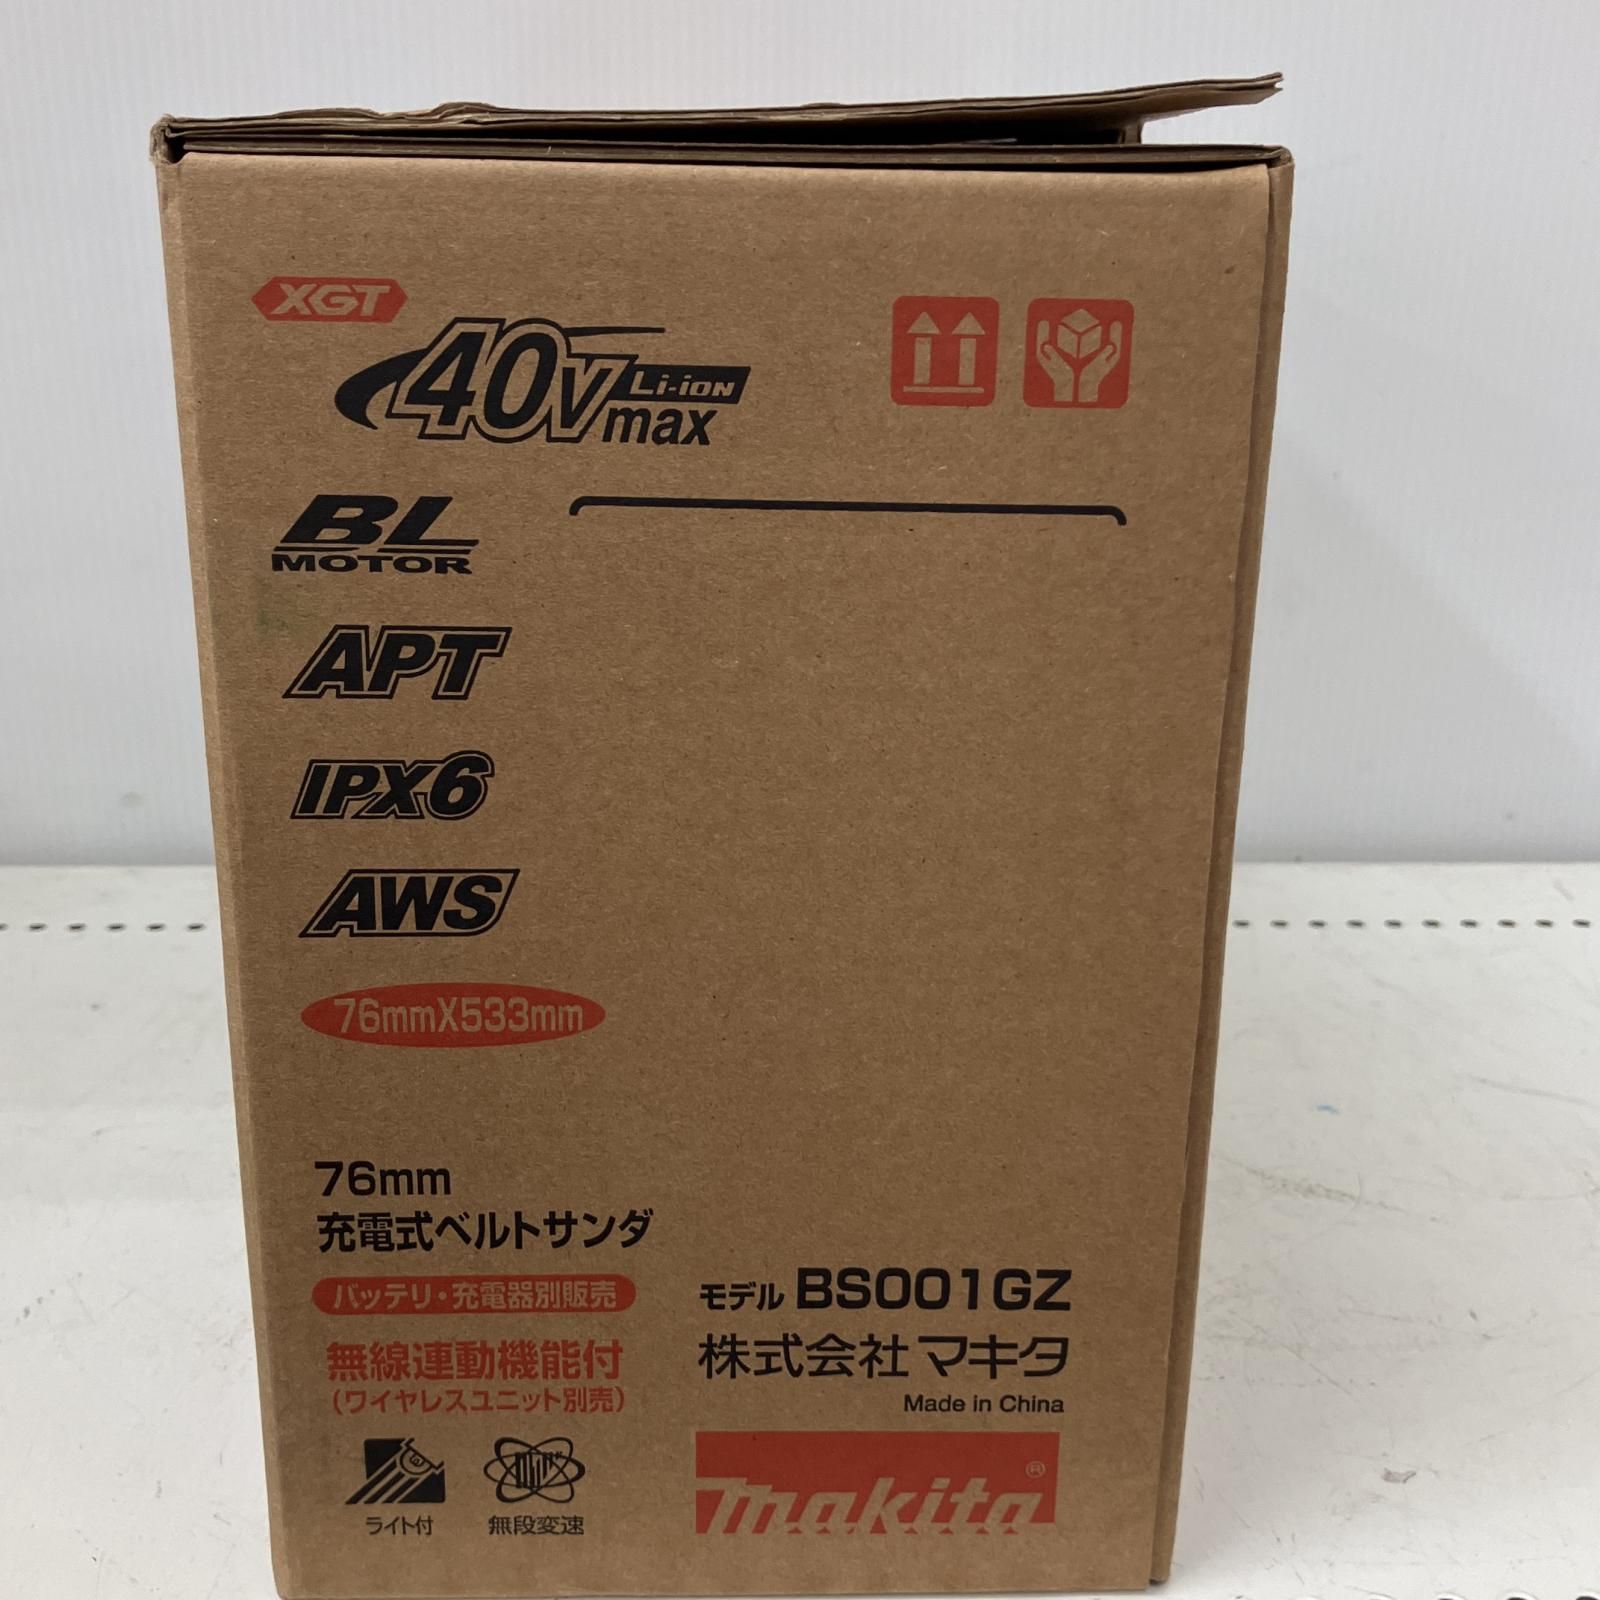 XGT
40Vmax Li-ion
BL
MOTOR
APT
IPX6
AWS
76mmX533mm
76mm
充電式ベルトサンダ
バッテリ・充電器別販売
無線連動機能付
(ワイヤレスユニット別売)
ライト付
無段変速
モデル BS001GZ
株式会社マキタ
Made in China
makita®